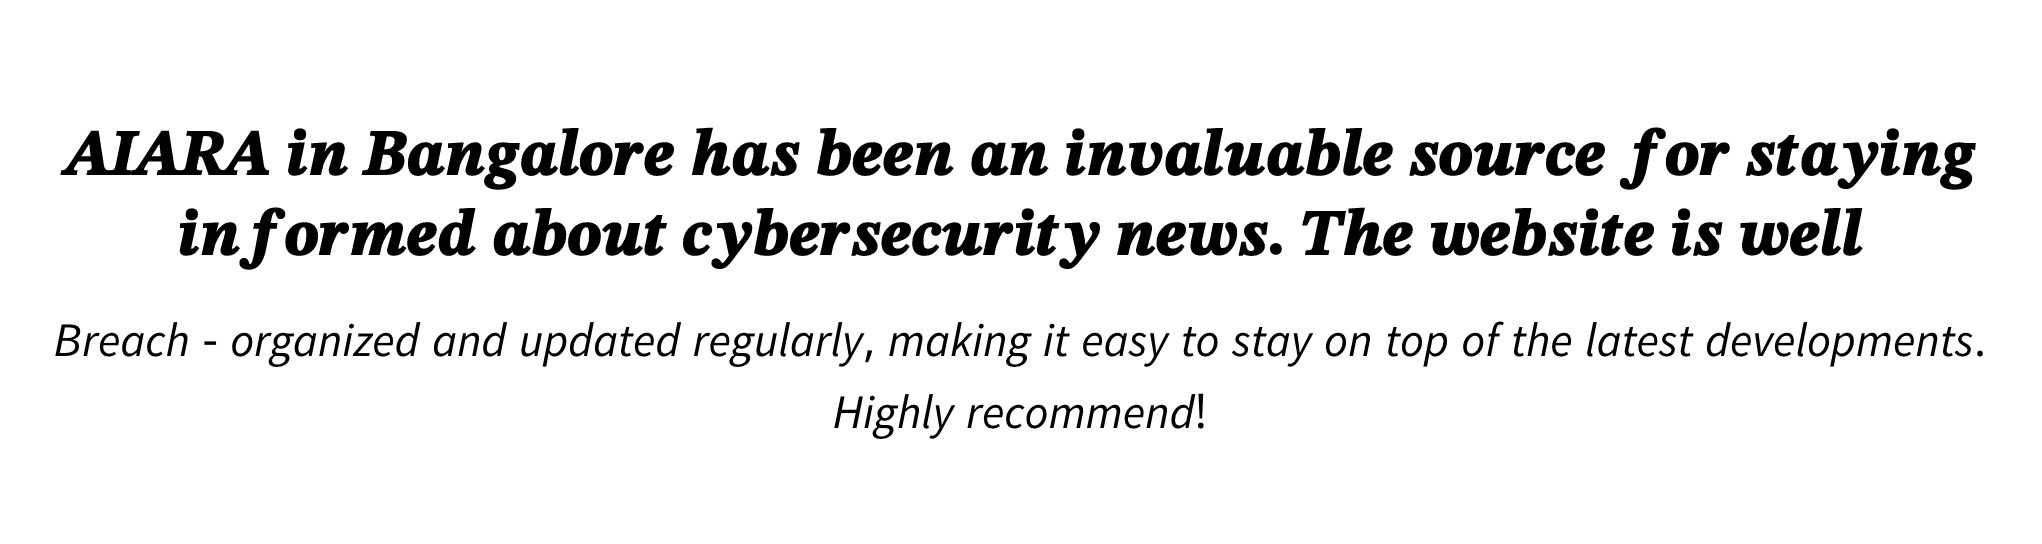 AIARA in Bangalore has been an invaluable source for staying
informed about cybersecurity news. The website is well
Breach - organized and updated regularly, making it easy to stay on top of the latest developments.
Highly recommend!